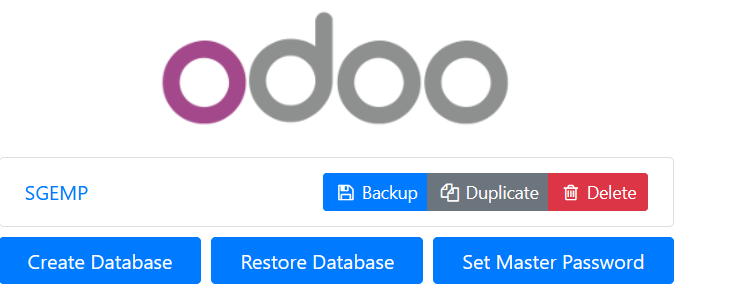 odoo
SGEMP Backup Duplicate Delete
Create Database Restore Database Set Master Password